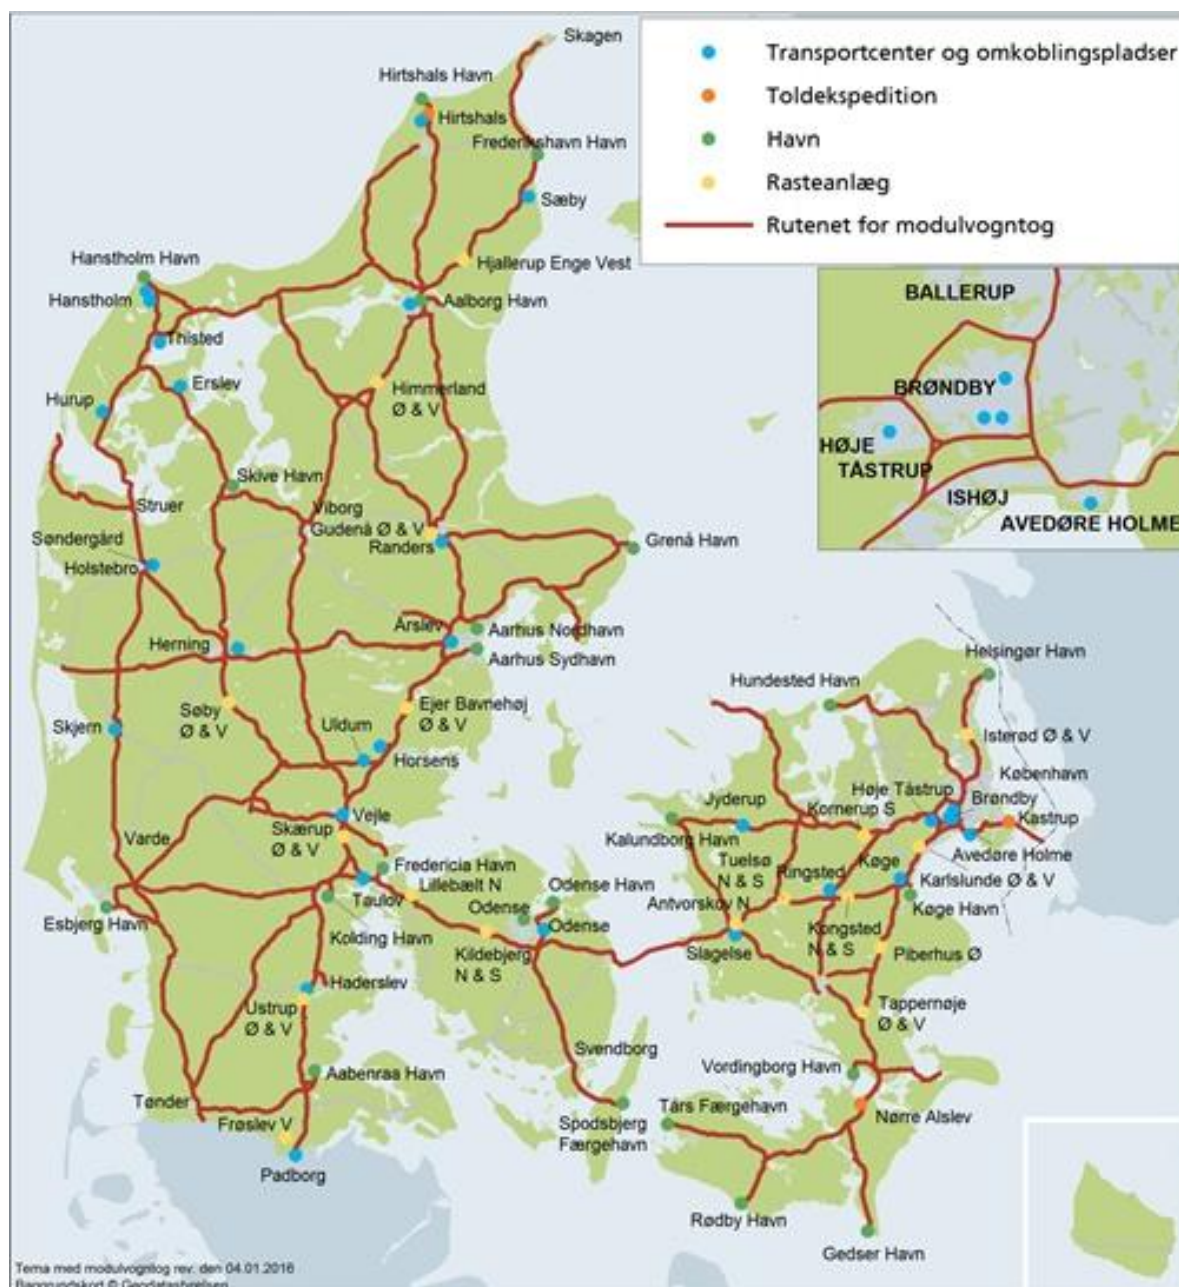 Skagen
Hirtshals Havn
Hirtshals
Frederikshavn Havn
Sæby
Hjallerup Enge Vest
Hanstholm Havn
Hanstholm
Aalborg Havn
Thisted
Erslev
Himmerland
Ø & V
Hurup
Skive Havn
Struer
Viborg
Gudenå Ø & V
Randers
Søndergård
Holstebro
Grenå Havn
Herning
Årslev
Aarhus Nordhavn
Aarhus Sydhavn
Skjern
Søby
Ø & V
Uldum
Ejer Bavnehøj
Ø & V
Horsens
Vejle
Skærup
Ø & V
Varde
Fredericia Havn
Lillebælt N
Taulov
Esbjerg Havn
Kolding Havn
Odense Havn
Odense
Odense
Kildebjerg
N & S
Haderslev
Ustrup
Ø & V
Svendborg
Aabenraa Havn
Tønder
Frøslev V
Padborg
Spodsbjerg
Færgehavn
Transportcenter og omkoblingspladser
Toldekspedition
Havn
Rasteanlæg
Rutenet for modulvogntog
BALLERUP
BRØNDBY
HØJE
TÅSTRUP
ISHØJ
AVEDØRE HOLME
Helsingør Havn
Hundested Havn
Isterød Ø & V
København
Høje Tåstrup
Brøndby
Jyderup
Kornerup S
Kastrup
Kalundborg Havn
Avedøre Holme
Tuelsø
N & S
Ringsted
Køge
Karlslunde Ø & V
Antvorskov N
Køge Havn
Kongsted
N & S
Slagelse
Piberhus Ø
Tappernøje
Ø & V
Vordingborg Havn
Tårs Færgehavn
Nørre Alslev
Rødby Havn
Gedser Havn
Tema med modulvogntog rev. den 04.01.2016
Baggrundskort © Geodatastyrelsen